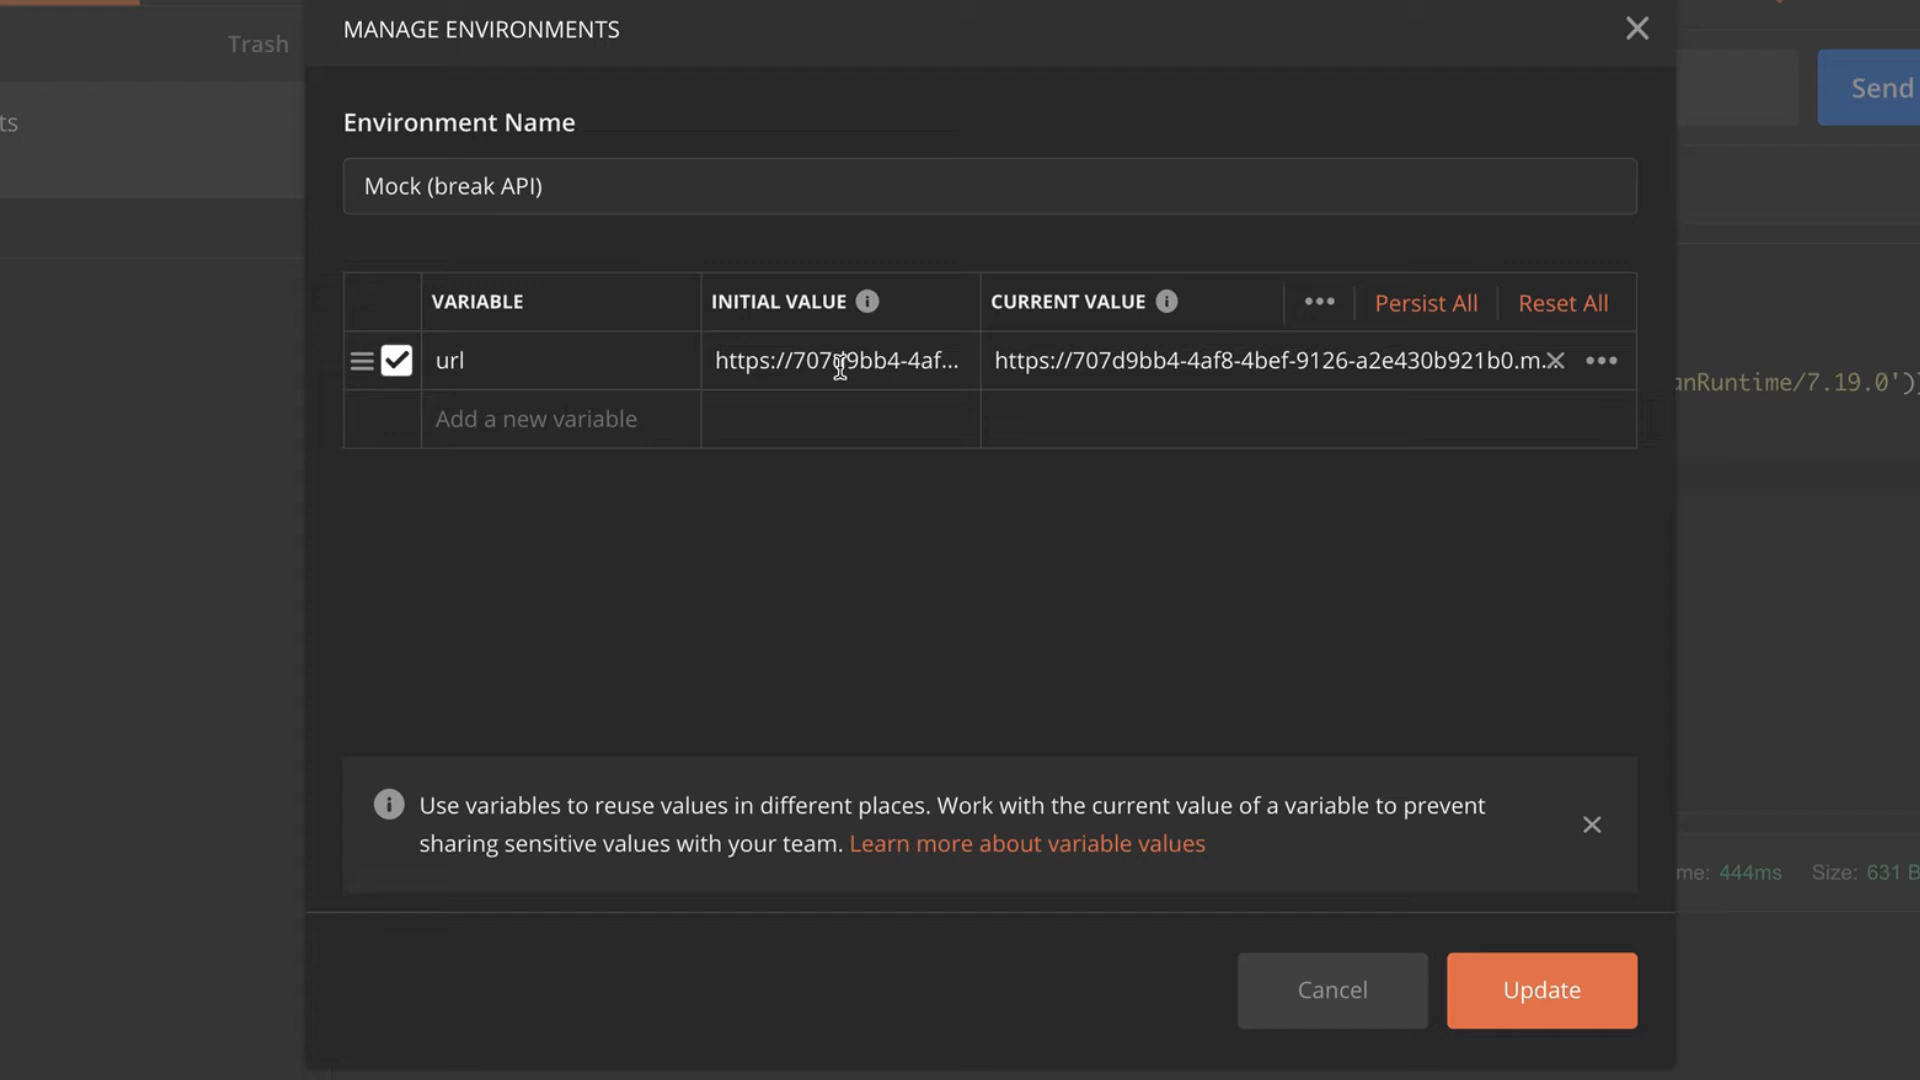 MANAGE ENVIRONMENTS
Trash
Send
ts
Environment Name
Mock (break API)
VARIABLE INITIAL VALUE CURRENT VALUE ••• Persist All Reset All
url https://707d9bb4-4af... https://707d9bb4-4af8-4bef-9126-a2e430b921b0.m... •••
anRuntime/7.19.0')
Add a new variable
Use variables to reuse values in different places. Work with the current value of a variable to prevent
sharing sensitive values with your team. Learn more about variable values
me: 444ms Size: 631 B
Cancel Update